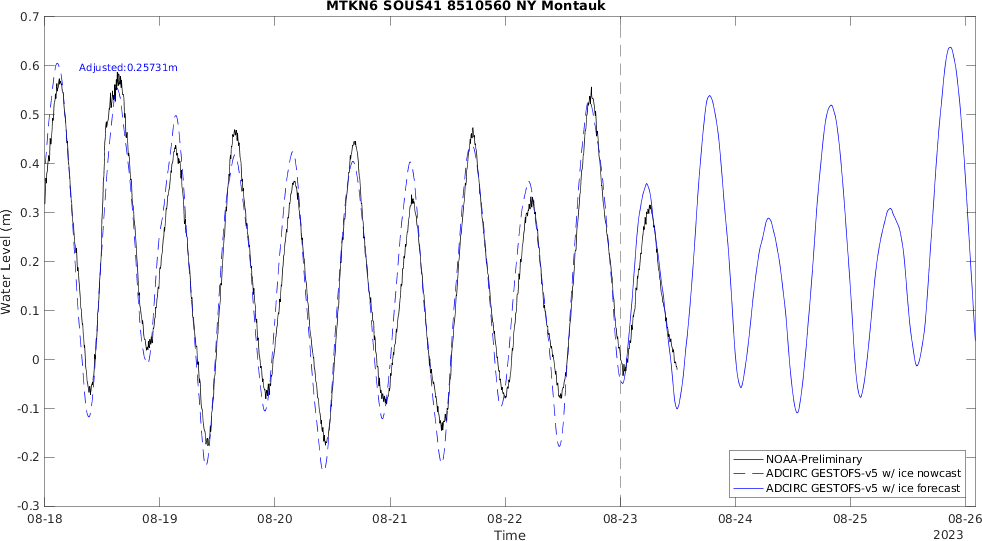 MTKN6 SOUS41 8510560 NY Montauk
Adjusted:0.25731m
Water Level (m)
0.7
0.6
0.5
0.4
0.3
0.2
0.1
0
-0.1
-0.2
-0.3
NOAA-Preliminary
ADCIRC GESTOFS-v5 w/ ice nowcast
ADCIRC GESTOFS-v5 w/ ice forecast
08-18 08-19 08-20 08-21 08-22 08-23 08-24 08-25 08-26
2023
Time